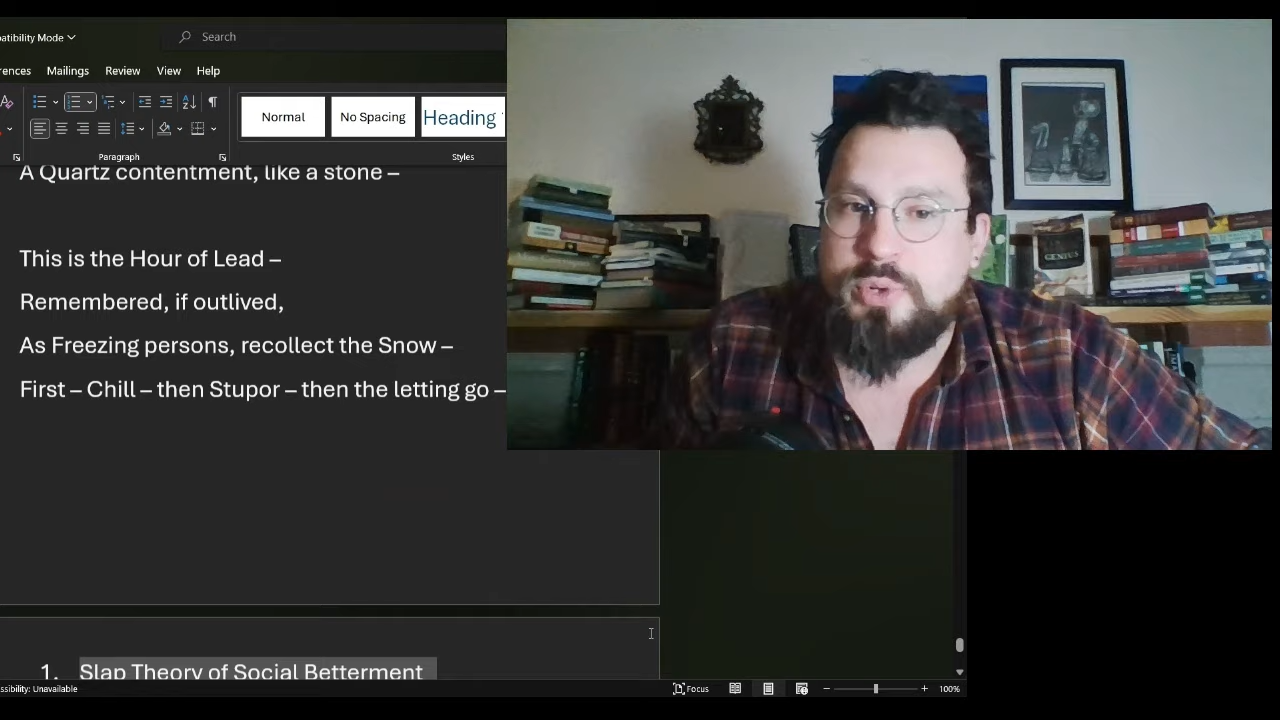 atibility Mode
Search
rences Mailings Review View Help
Normal
No Spacing
Heading
Paragraph
Styles
A Quartz contentment, like a stone –
This is the Hour of Lead –
Remembered, if outlived,
As Freezing persons, recollect the Snow –
First – Chill – then Stupor – then the letting go –
GENIUS
1. Slap Theory of Social Betterment
ssibility: Unavailable
Focus
100%